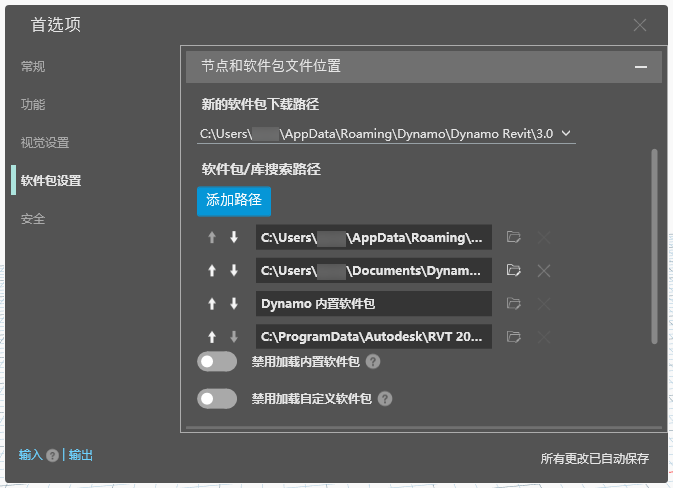 首选项
常规
功能
视觉设置
软件包设置
安全
节点和软件包文件位置
新的软件包下载路径
C:\Users\ \AppData\Roaming\Dynamo\Dynamo Revit\3.0
软件包/库搜索路径
添加路径
C:\Users\ \AppData\Roaming\...
C:\Users\ \Documents\Dynam...
Dynamo 内置软件包
C:\ProgramData\Autodesk\RVT 20...
禁用加载内置软件包 ?
禁用加载自定义软件包 ?
输入 ? | 输出
所有更改已自动保存